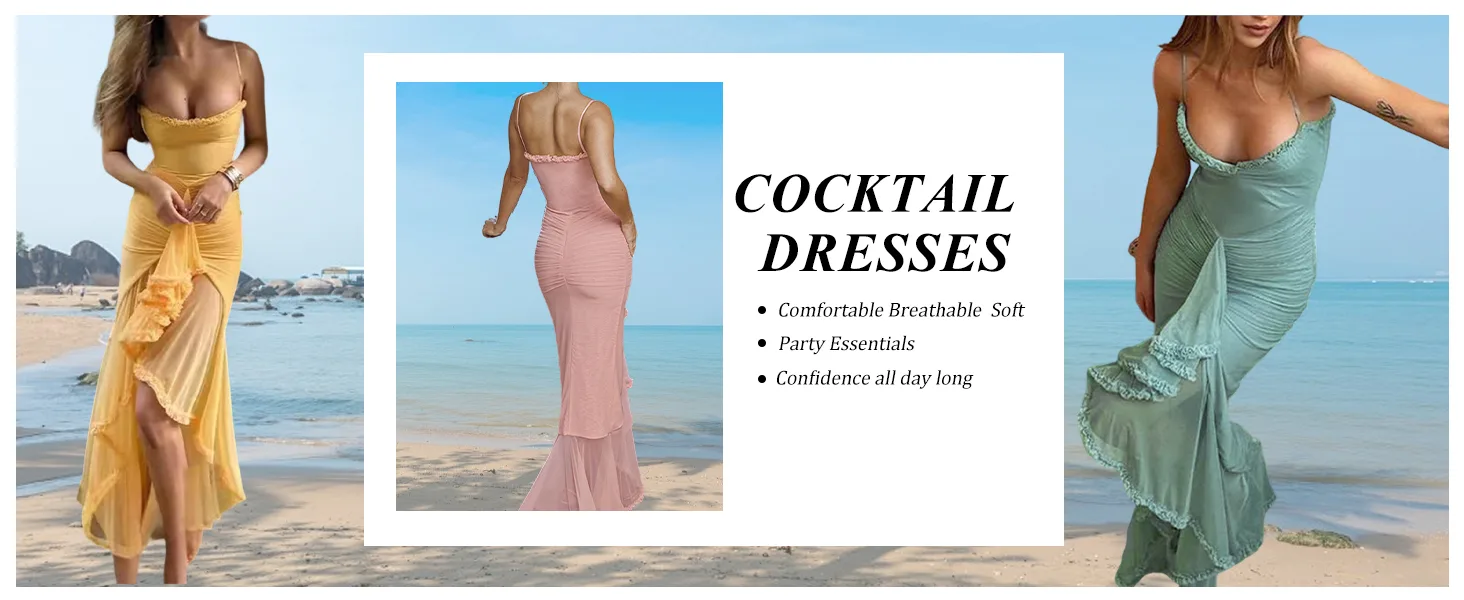 COCKTAIL
DRESSES
• Comfortable Breathable  Soft
• Party Essentials
• Confidence all day long